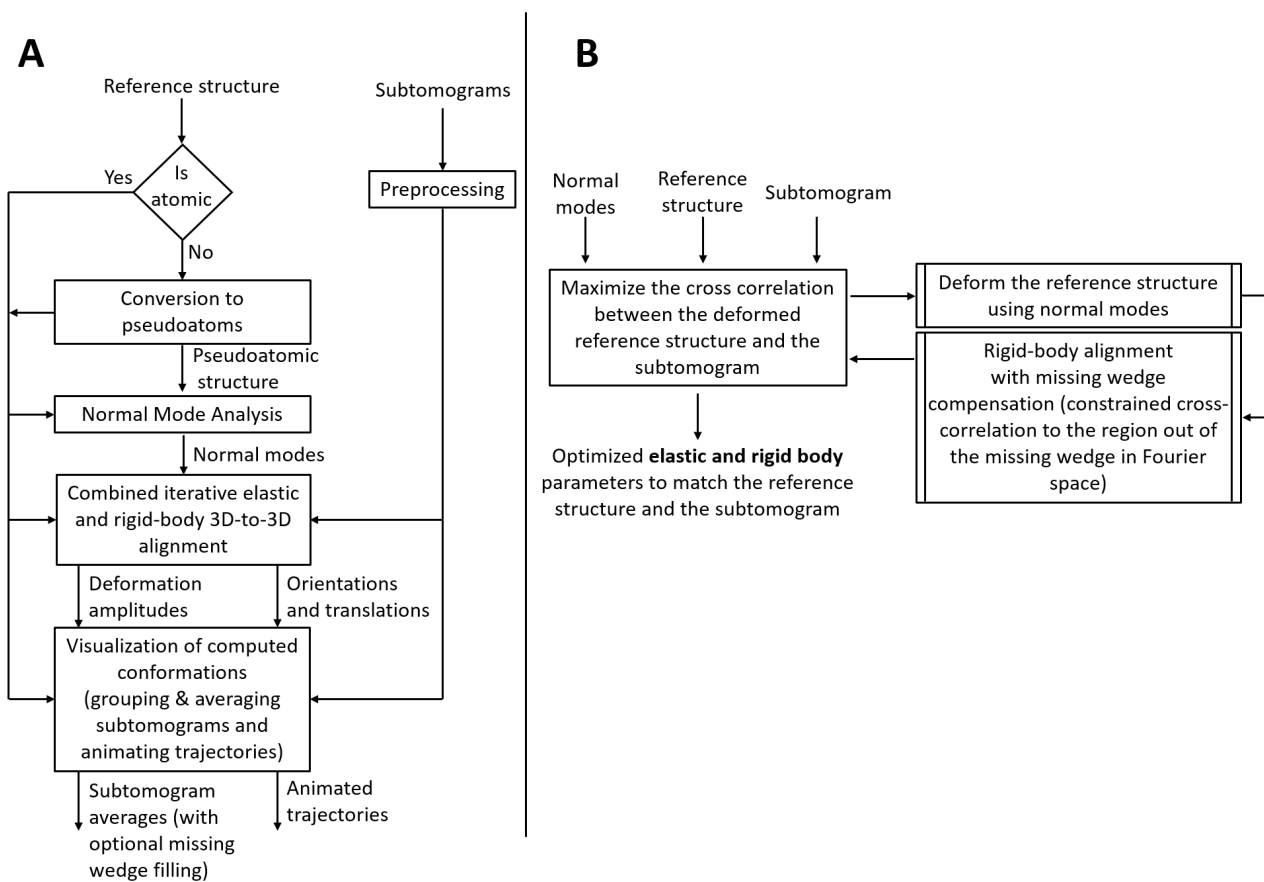 A
Reference structure
Subtomograms
Is
atomic
Yes
No
Preprocessing
Conversion to
pseudoatoms
Pseudoatomic
structure
Normal Mode Analysis
Normal modes
Combined iterative elastic
and rigid-body 3D-to-3D
alignment
Deformation
amplitudes
Orientations
and translations
Visualization of computed
conformations
(grouping & averaging
subtomograms and
animating trajectories)
Subtomogram
averages (with
optional missing
wedge filling)
Animated
trajectories
B
Normal
modes
Reference
structure
Subtomogram
Maximize the cross correlation
between the deformed
reference structure and the
subtomogram
Deform the reference structure
using normal modes
Rigid-body alignment
with missing wedge
compensation (constrained cross-
correlation to the region out of
the missing wedge in Fourier
space)
Optimized elastic and rigid body
parameters to match the reference
structure and the subtomogram